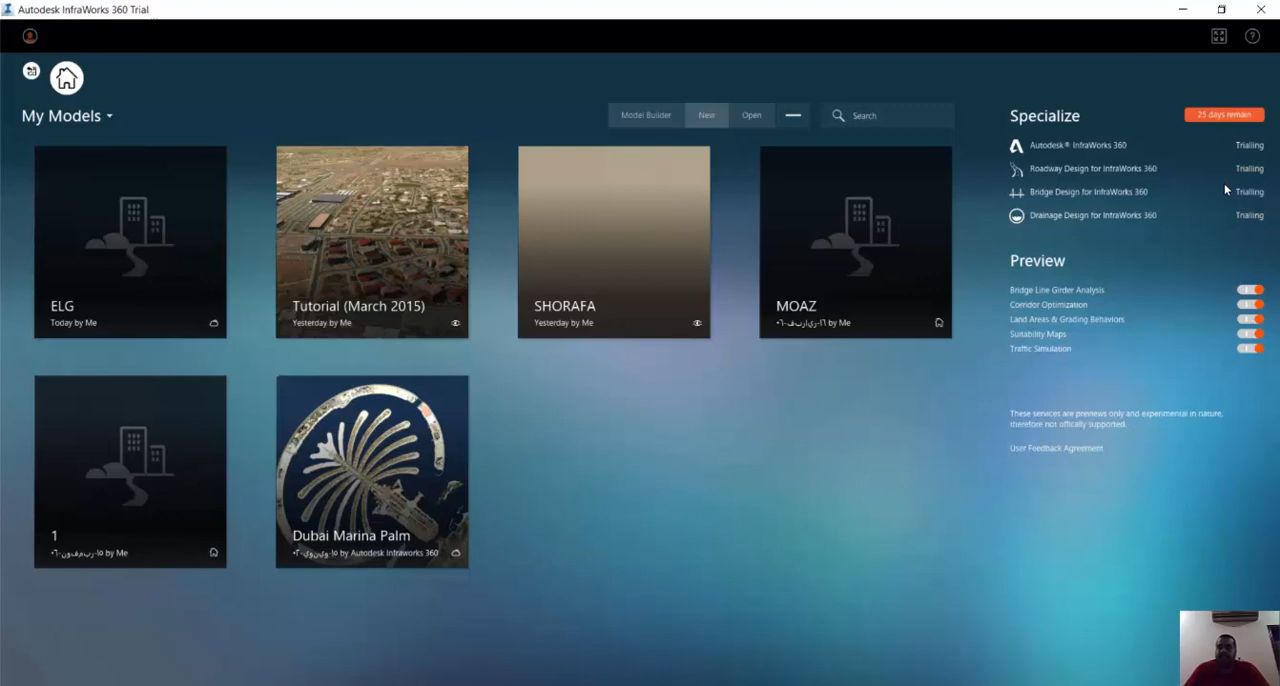 Autodesk InfraWorks 360 Trial
My Models
Model Builder
New
Open
Search
ELG
Today by Me
Tutorial (March 2015)
Yesterday by Me
SHORAFA
Yesterday by Me
MOAZ
by Me
1
by Me
Dubai Marina Palm
by Autodesk Infraworks 360
Specialize
25 days remain
Autodesk® InfraWorks 360 Trialling
Roadway Design for InfraWorks 360 Trialling
Bridge Design for InfraWorks 360 Trialling
Drainage Design for InfraWorks 360 Trialling
Preview
Bridge Line Girder Analysis
Corridor Optimization
Land Areas & Grading Behaviors
Suitability Maps
Traffic Simulation
These services are previews only and experimental in nature,
therefore not offically supported.
User Feedback Agreement